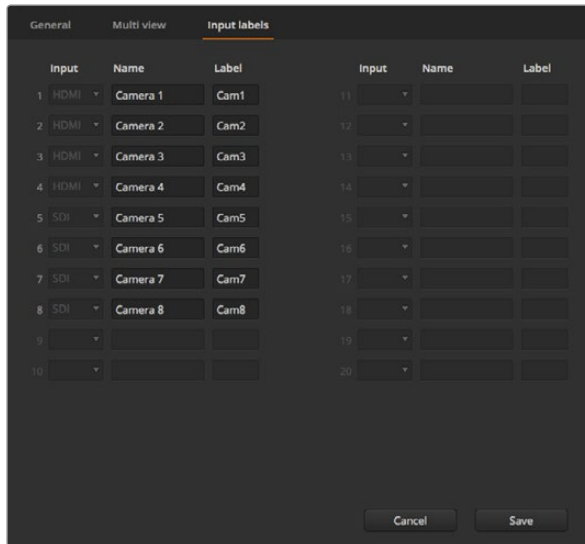 General Multi view Input labels
Input Name Label Input Name Label
1 HDMI Camera 1 Cam1 11
2 HDMI Camera 2 Cam2 12
3 HDMI Camera 3 Cam3 13
4 HDMI Camera 4 Cam4 14
5 SDI Camera 5 Cam5 15
6 SDI Camera 6 Cam6 16
7 SDI Camera 7 Cam7 17
8 SDI Camera 8 Cam8 18
9 19
10 20
Cancel Save